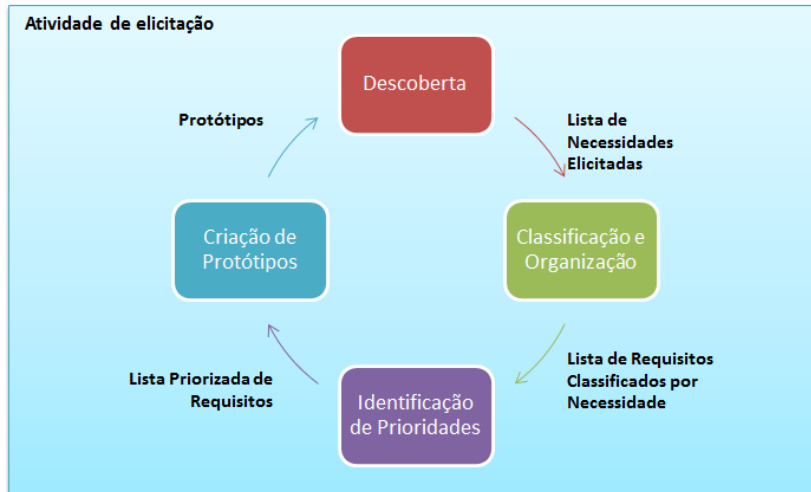 Atividade de elicitação
Descoberta
Protótipos
Lista de
Necessidades
Elicitadas
Criação de
Protótipos
Classificação e
Organização
Lista Priorizada de
Requisitos
Identificação
de Prioridades
Lista de Requisitos
Classificados por
Necessidade